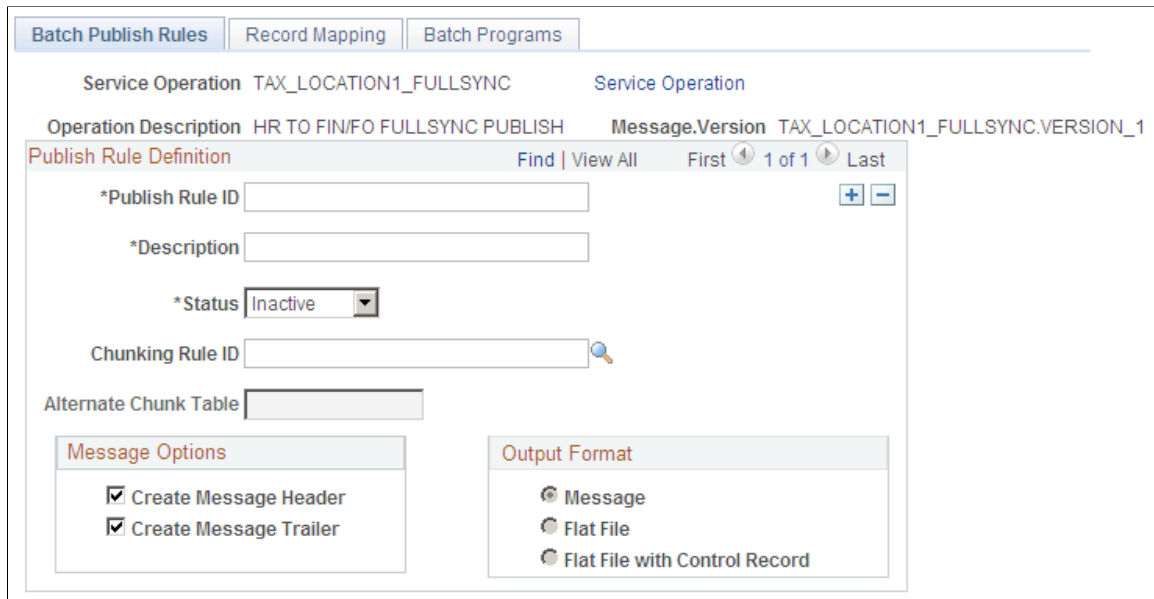 Batch Publish Rules Record Mapping Batch Programs
Service Operation TAX_LOCATION1_FULLSYNC Service Operation
Operation Description HR TO FIN/FO FULLSYNC PUBLISH Message.Version TAX_LOCATION1_FULLSYNC.VERSION_1
Publish Rule Definition Find | View All First 1 of 1 Last
*Publish Rule ID
*Description
*Status Inactive
Chunking Rule ID
Alternate Chunk Table
Message Options Output Format
Create Message Header Message
Create Message Trailer Flat File
Flat File with Control Record